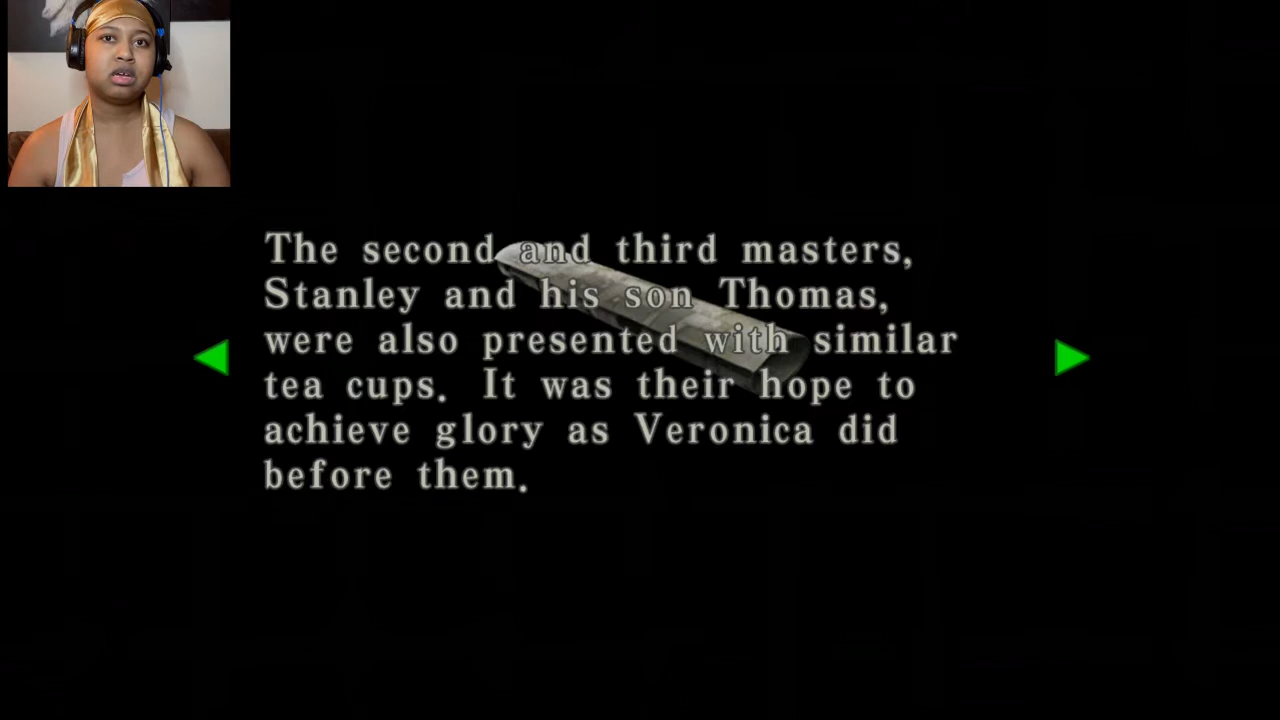 The second and third masters,
Stanley and his son Thomas,
were also presented with similar
tea cups. It was their hope to
achieve glory as Veronica did
before them.